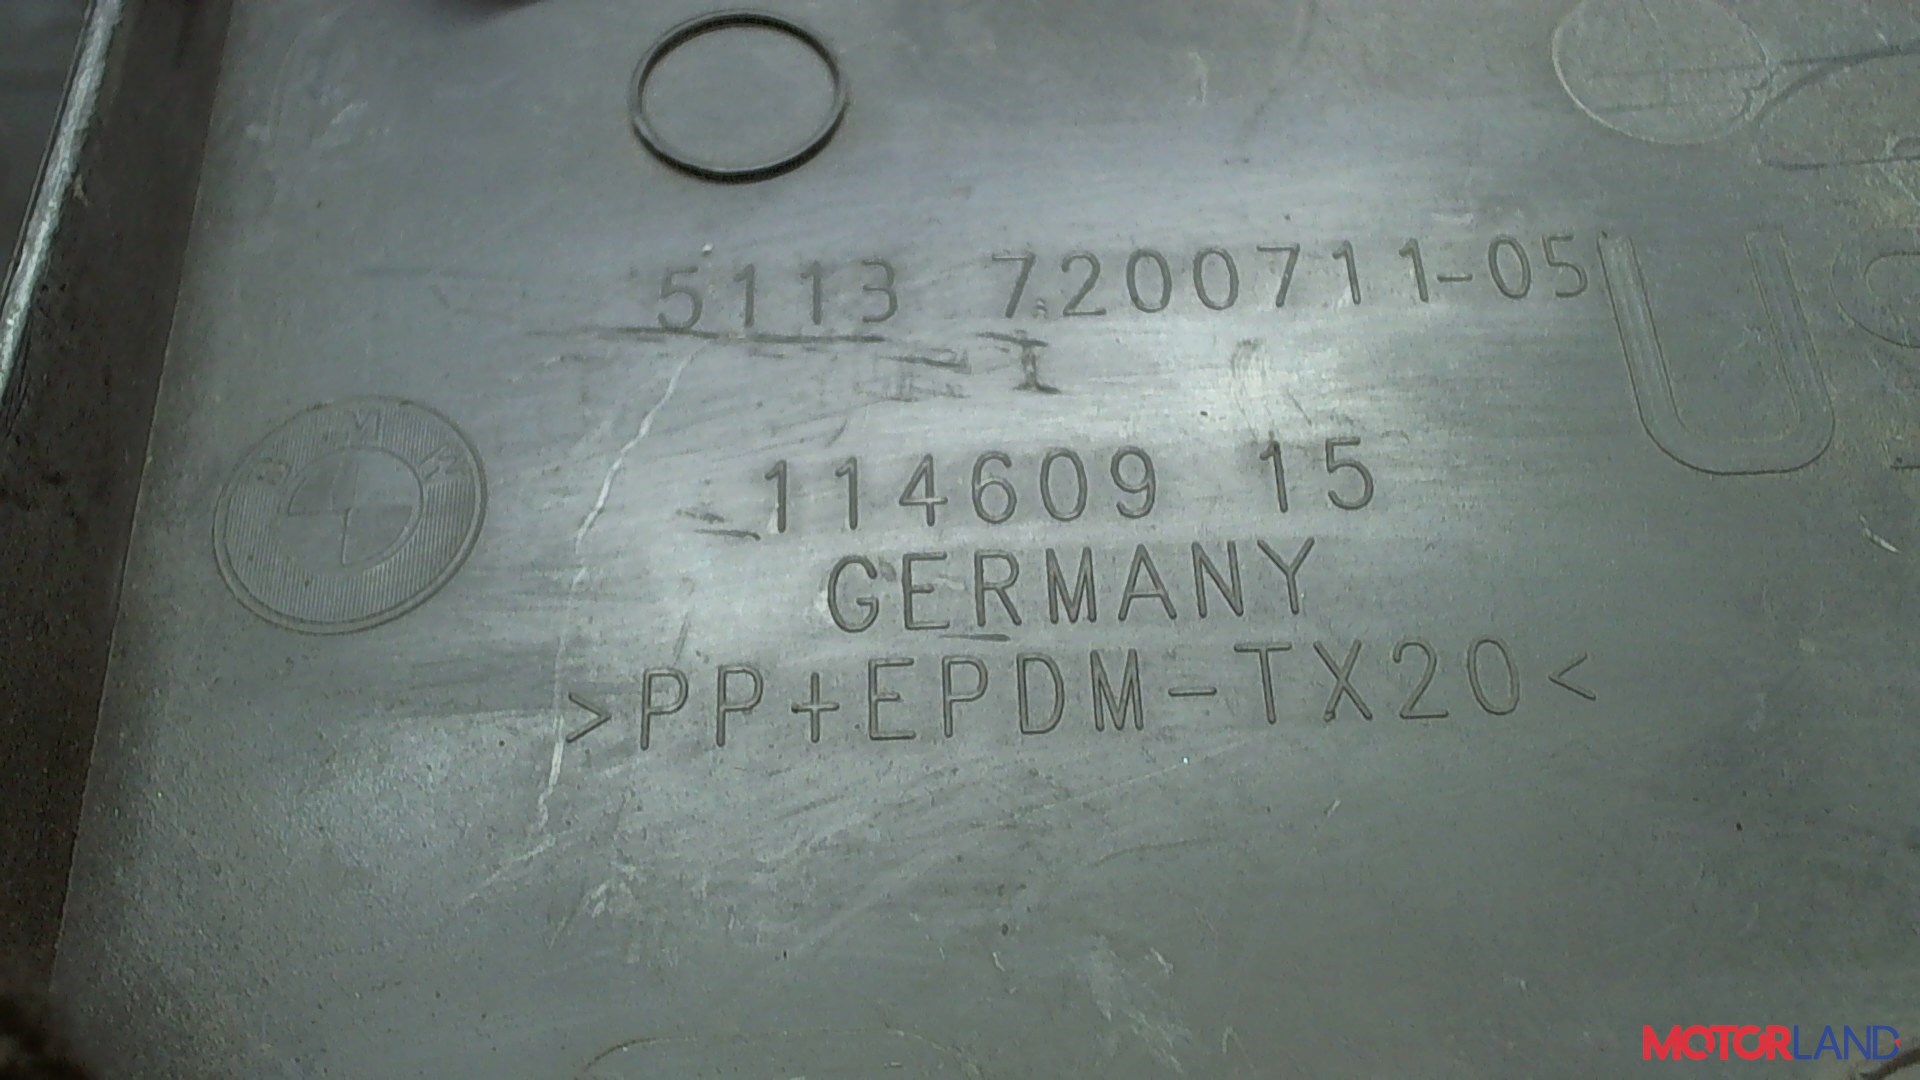 5113 7200711-05
BMW
114609 15
GERMANY
>PP+EPDM-TX20<
MOTORLAND